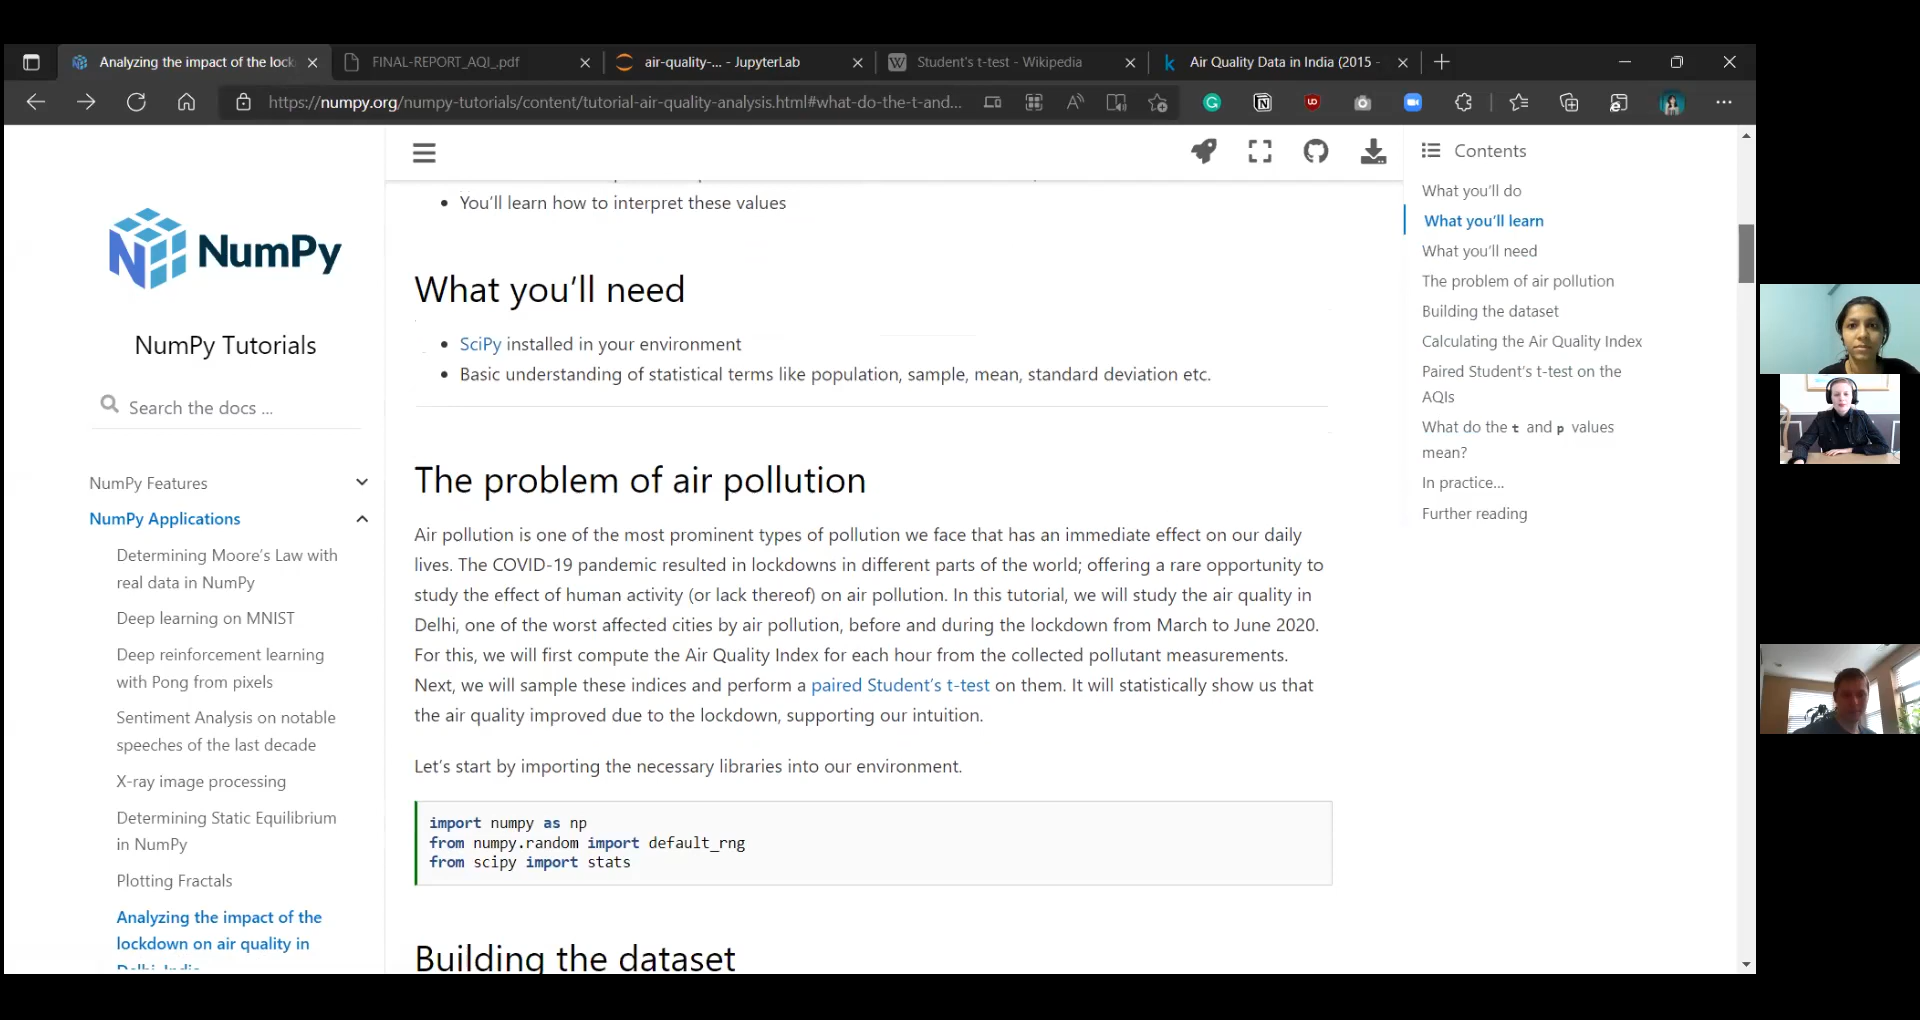 Analyzing the impact of the lock
FINAL-REPORT_AQI_.pdf
air-quality-... - JupyterLab
Student's t-test - Wikipedia
Air Quality Data in India (2015 -
https://numpy.org/numpy-tutorials/content/tutorial-air-quality-analysis.html#what-do-the-t-and...
NumPy
NumPy Tutorials
Search the docs ...
NumPy Features
NumPy Applications
Determining Moore's Law with
real data in NumPy
Deep learning on MNIST
Deep reinforcement learning
with Pong from pixels
Sentiment Analysis on notable
speeches of the last decade
X-ray image processing
Determining Static Equilibrium
in NumPy
Plotting Fractals
Analyzing the impact of the
lockdown on air quality in
Delhi, India
• You'll learn how to interpret these values
What you'll need
• SciPy installed in your environment
• Basic understanding of statistical terms like population, sample, mean, standard deviation etc.
The problem of air pollution
Air pollution is one of the most prominent types of pollution we face that has an immediate effect on our daily
lives. The COVID-19 pandemic resulted in lockdowns in different parts of the world; offering a rare opportunity to
study the effect of human activity (or lack thereof) on air pollution. In this tutorial, we will study the air quality in
Delhi, one of the worst affected cities by air pollution, before and during the lockdown from March to June 2020.
For this, we will first compute the Air Quality Index for each hour from the collected pollutant measurements.
Next, we will sample these indices and perform a paired Student's t-test on them. It will statistically show us that
the air quality improved due to the lockdown, supporting our intuition.
Let's start by importing the necessary libraries into our environment.
import numpy as np
from numpy.random import default_rng
from scipy import stats
Building the dataset
Contents
What you'll do
What you'll learn
What you'll need
The problem of air pollution
Building the dataset
Calculating the Air Quality Index
Paired Student's t-test on the
AQIs
What do the t and p values
mean?
In practice...
Further reading